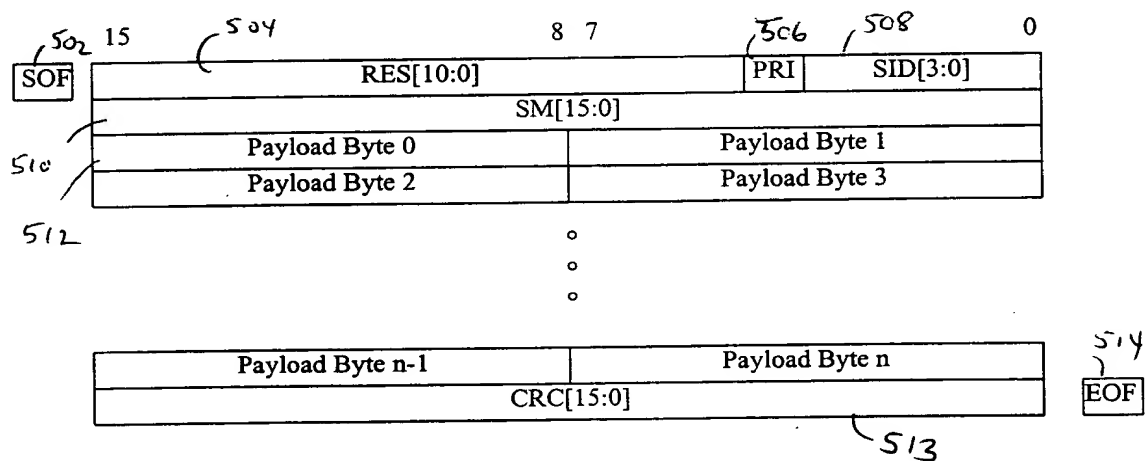 502 15 504 8 7 506 508 0
SOF RES[10:0] PRI SID[3:0]
SM[15:0]
510 Payload Byte 0 Payload Byte 1
512 Payload Byte 2 Payload Byte 3
Payload Byte n-1 Payload Byte n 514
CRC[15:0] EOF
513